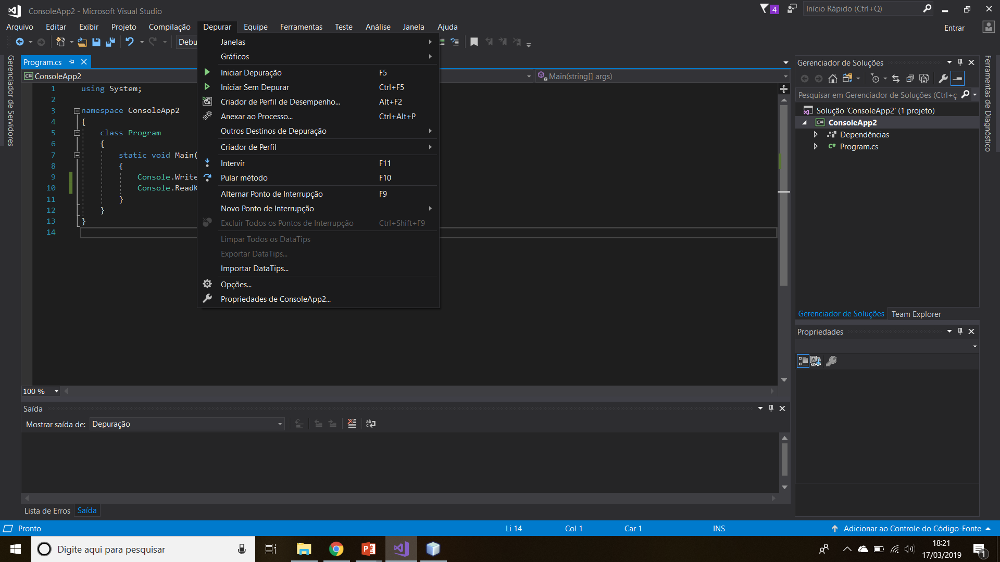 ConsoleApp2 - Microsoft Visual Studio
4
Início Rápido (Ctrl+Q)
Arquivo Editar Exibir Projeto Compilação Depurar Equipe Ferramentas Teste Análise Janela Ajuda
Entrar
Debu
Gerenciador de Servidores
Program.cs
ConsoleApp2
Main(string[] args)
1 using System;
2
3 namespace ConsoleApp2
4 {
5 class Program
6 {
7 static void Main(
8 {
9 Console.Write
10 Console.ReadK
11 }
12 }
13 }
14
Janelas
Gráficos
Iniciar Depuração F5
Iniciar Sem Depurar Ctrl+F5
Criador de Perfil de Desempenho... Alt+F2
Anexar ao Processo... Ctrl+Alt+P
Outros Destinos de Depuração
Criador de Perfil
Intervir F11
Pular método F10
Alternar Ponto de Interrupção F9
Novo Ponto de Interrupção
Excluir Todos os Pontos de Interrupção Ctrl+Shift+F9
Limpar Todos os DataTips
Exportar DataTips...
Importar DataTips...
Opções...
Propriedades de ConsoleApp2...
Gerenciador de Soluções
Pesquisar em Gerenciador de Soluções (Ctrl+ç
Solução 'ConsoleApp2' (1 projeto)
C# ConsoleApp2
Dependências
C# Program.cs
Gerenciador de Soluções Team Explorer
Propriedades
Ferramentas de Diagnóstico
100 %
Saída
Mostrar saída de: Depuração
Lista de Erros Saída
Pronto Li 14 Col 1 Car 1 INS Adicionar ao Controle do Código-Fonte
Digite aqui para pesquisar
18:21
17/03/2019
1